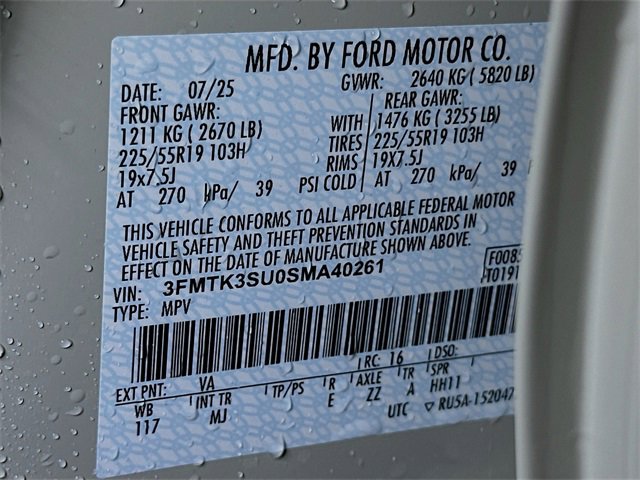 MFD. BY FORD MOTOR CO.
DATE: 07/25 GVWR: 2640 KG ( 5820 LB)
FRONT GAWR: REAR GAWR:
1211 KG ( 2670 LB) WITH 1476 KG ( 3255 LB)
225/55R19 103H TIRES 225/55R19 103H
19x7.5J RIMS 19x7.5J
AT 270 kPa/ 39 PSI COLD AT 270 kPa/ 39
THIS VEHICLE CONFORMS TO ALL APPLICABLE FEDERAL MOTOR
VEHICLE SAFETY AND THEFT PREVENTION STANDARDS IN
EFFECT ON THE DATE OF MANUFACTURE SHOWN ABOVE.
VIN: 3FMTK3SU0SMA40261 F0085
TYPE: MPV T0191
RC: 16 DSO:
EXT PNT: VA
WB INT TR TP/PS R AXLE TR SPR
117 MJ E ZZ A HH11
UTC ▽ RU5A-152047